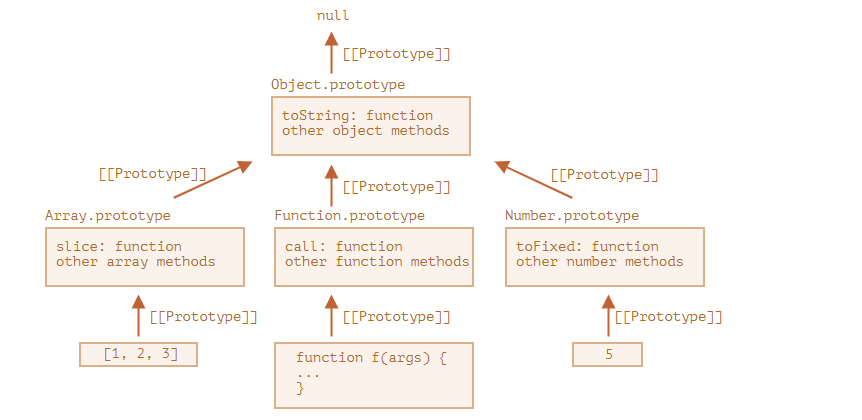 null
[[Prototype]]
Object.prototype
toString: function
other object methods
[[Prototype]]
[[Prototype]]
[[Prototype]]
Array.prototype
Function.prototype
Number.prototype
slice: function
other array methods
call: function
other function methods
toFixed: function
other number methods
[[Prototype]]
[[Prototype]]
[[Prototype]]
[1, 2, 3]
function f(args) {
...
}
5